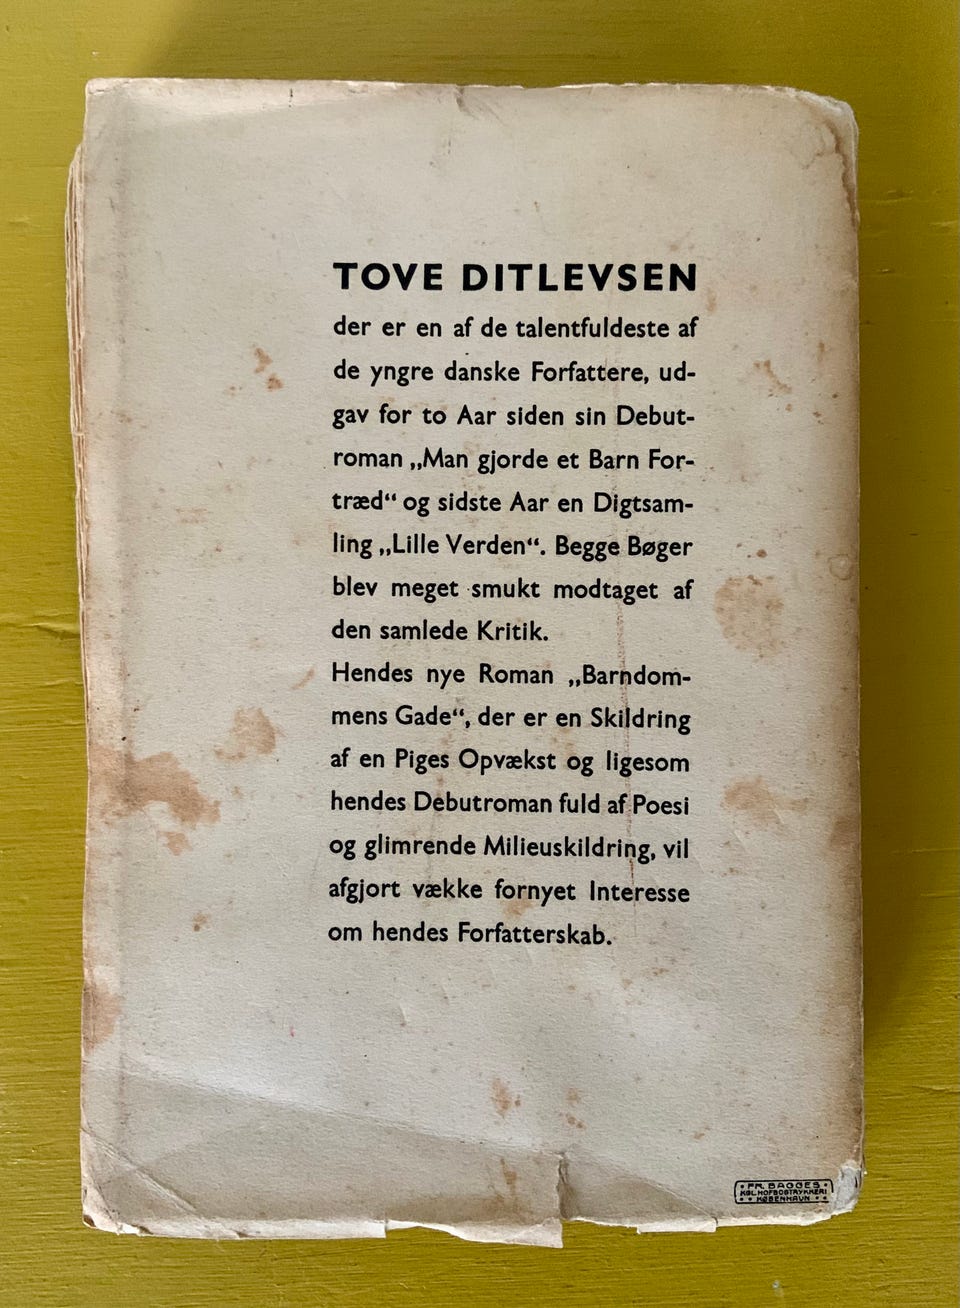 TOVE DITLEVSEN
der er en af de talentfuldeste af
de yngre danske Forfattere, ud-
gav for to Aar siden sin Debut-
roman „Man gjorde et Barn For-
træd“ og sidste Aar en Digtsam-
ling „Lille Verden“. Begge Bøger
blev meget smukt modtaget af
den samlede Kritik.
Hendes nye Roman „Barndom-
mens Gade“, der er en Skildring
af en Piges Opvækst og ligesom
hendes Debutroman fuld af Poesi
og glimrende Milieuskildring, vil
afgjort vække fornyet Interesse
om hendes Forfatterskab.
• FR. BAGGES •
KGL. HOFBOGTRYKKERI
• • KØBENHAVN • •